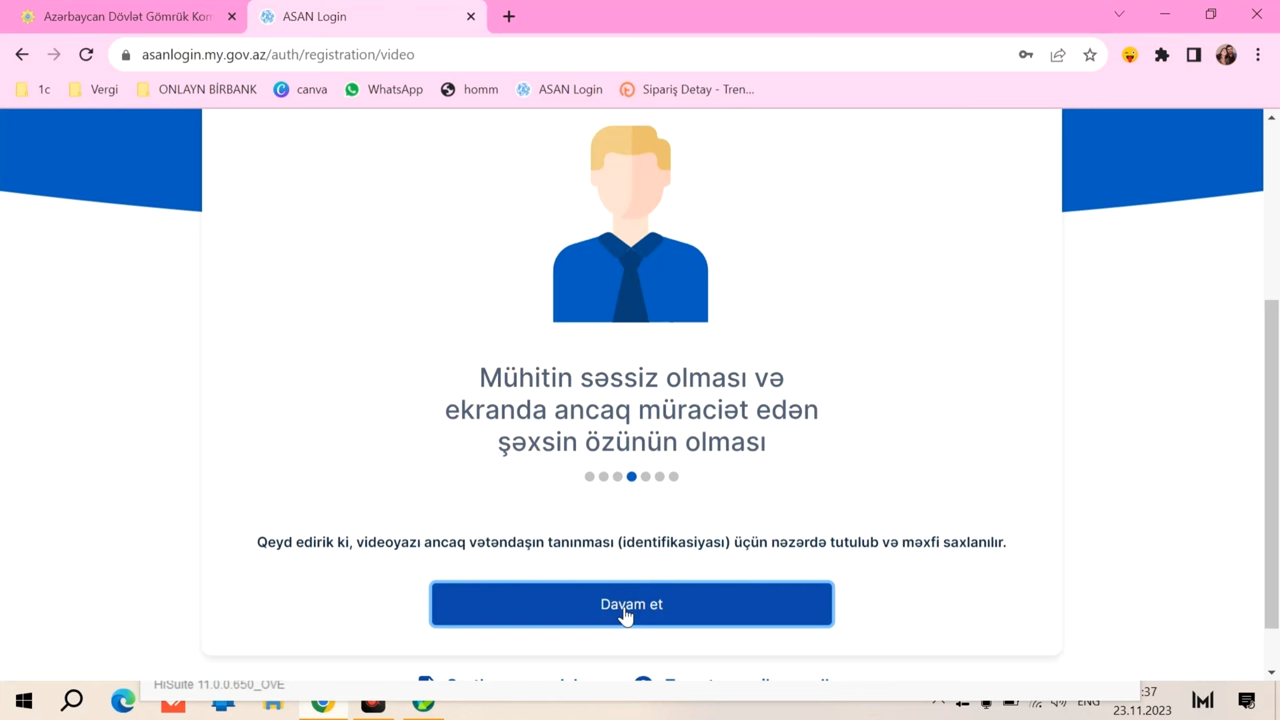 Azərbaycan Dövlət Gömrük Kom
ASAN Login
asanlogin.my.gov.az/auth/registration/video
1c
Vergi
ONLAYN BİRBANK
canva
WhatsApp
homm
ASAN Login
Sipariş Detay - Tren...
Mühitin səssiz olması və
ekranda ancaq müraciət edən
şəxsin özünün olması
Qeyd edirik ki, videoyazı ancaq vətəndaşın tanınması (identifikasiyası) üçün nəzərdə tutulub və məxfi saxlanılır.
Davam et
HiSuite 11.0.0.650_OVE
:37
ENG
23.11.2023